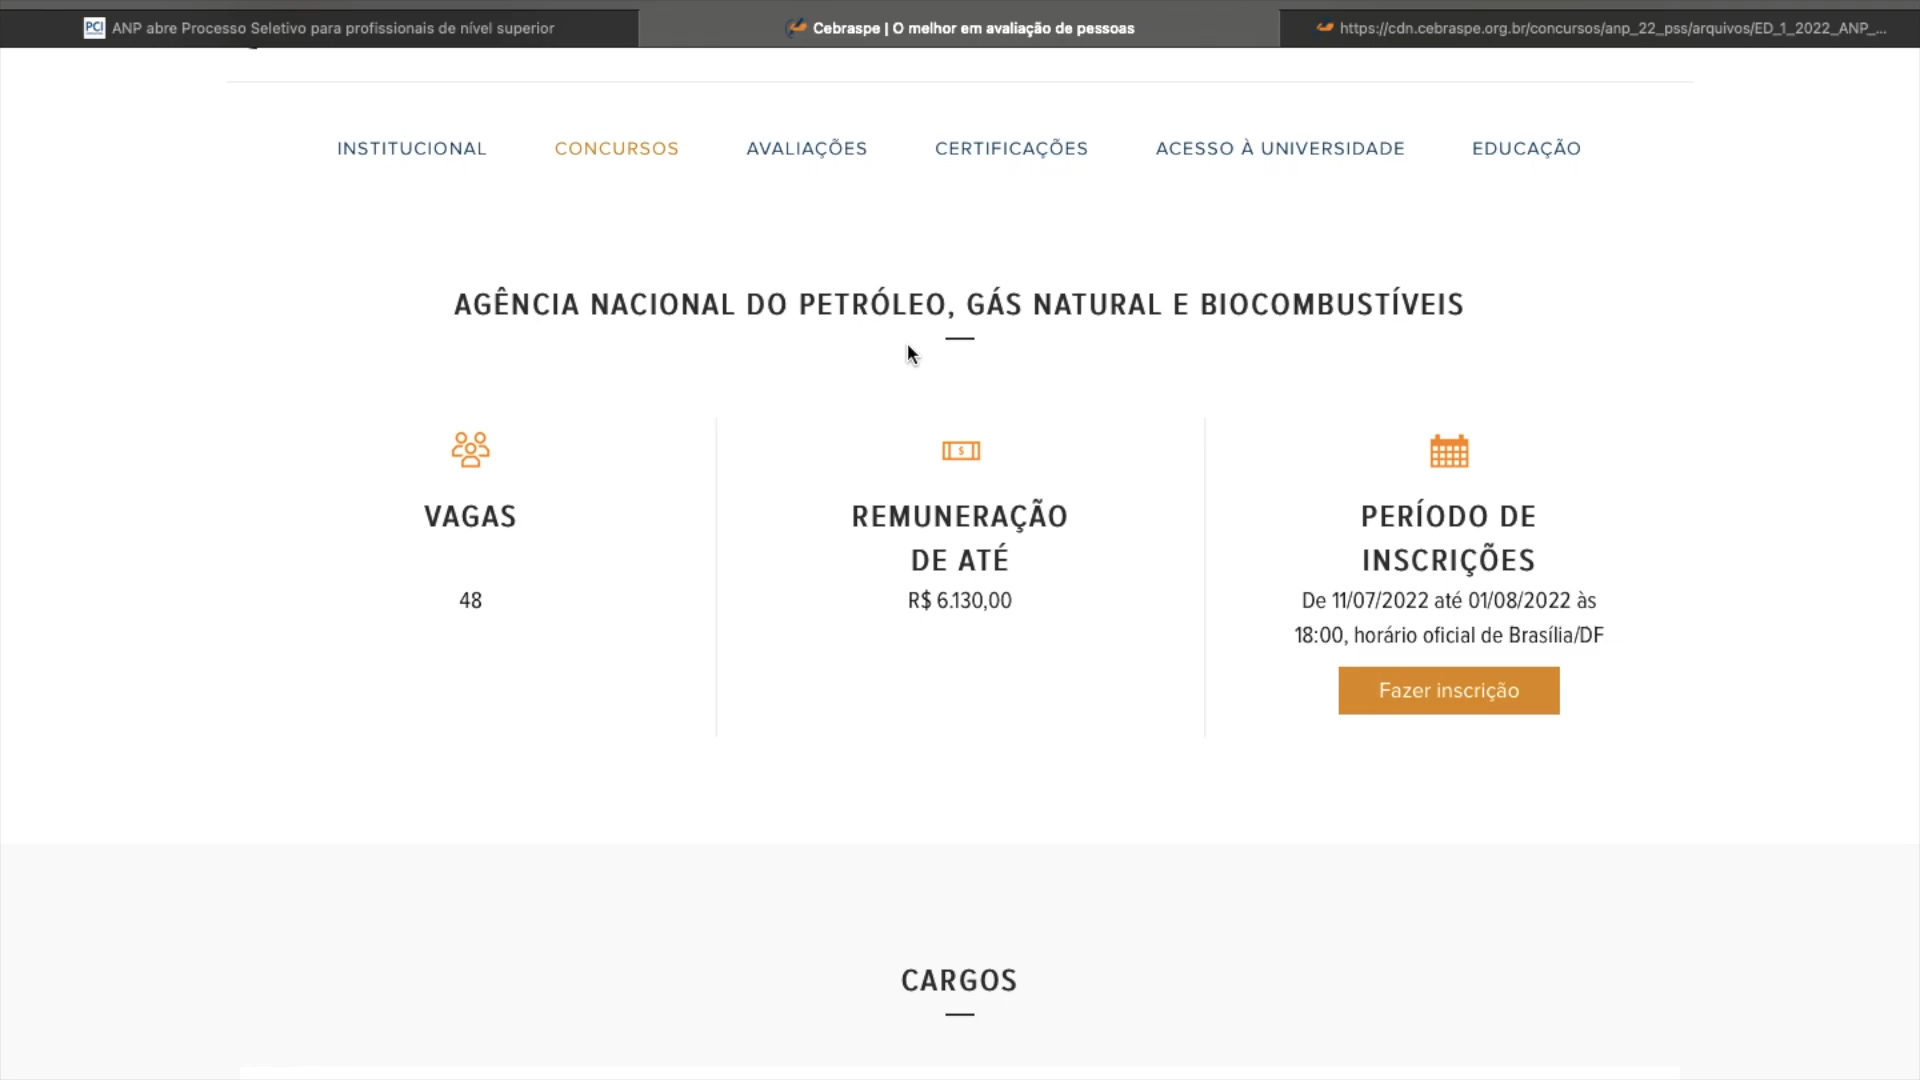 PCI ANP abre Processo Seletivo para profissionais de nível superior
Cebraspe | O melhor em avaliação de pessoas
https://cdn.cebraspe.org.br/concursos/anp_22_pss/arquivos/ED_1_2022_ANP_...
INSTITUCIONAL CONCURSOS AVALIAÇÕES CERTIFICAÇÕES ACESSO À UNIVERSIDADE EDUCAÇÃO
AGÊNCIA NACIONAL DO PETRÓLEO, GÁS NATURAL E BIOCOMBUSTÍVEIS
VAGAS
48
$
REMUNERAÇÃO
DE ATÉ
R$ 6.130,00
PERÍODO DE
INSCRIÇÕES
De 11/07/2022 até 01/08/2022 às
18:00, horário oficial de Brasília/DF
Fazer inscrição
CARGOS